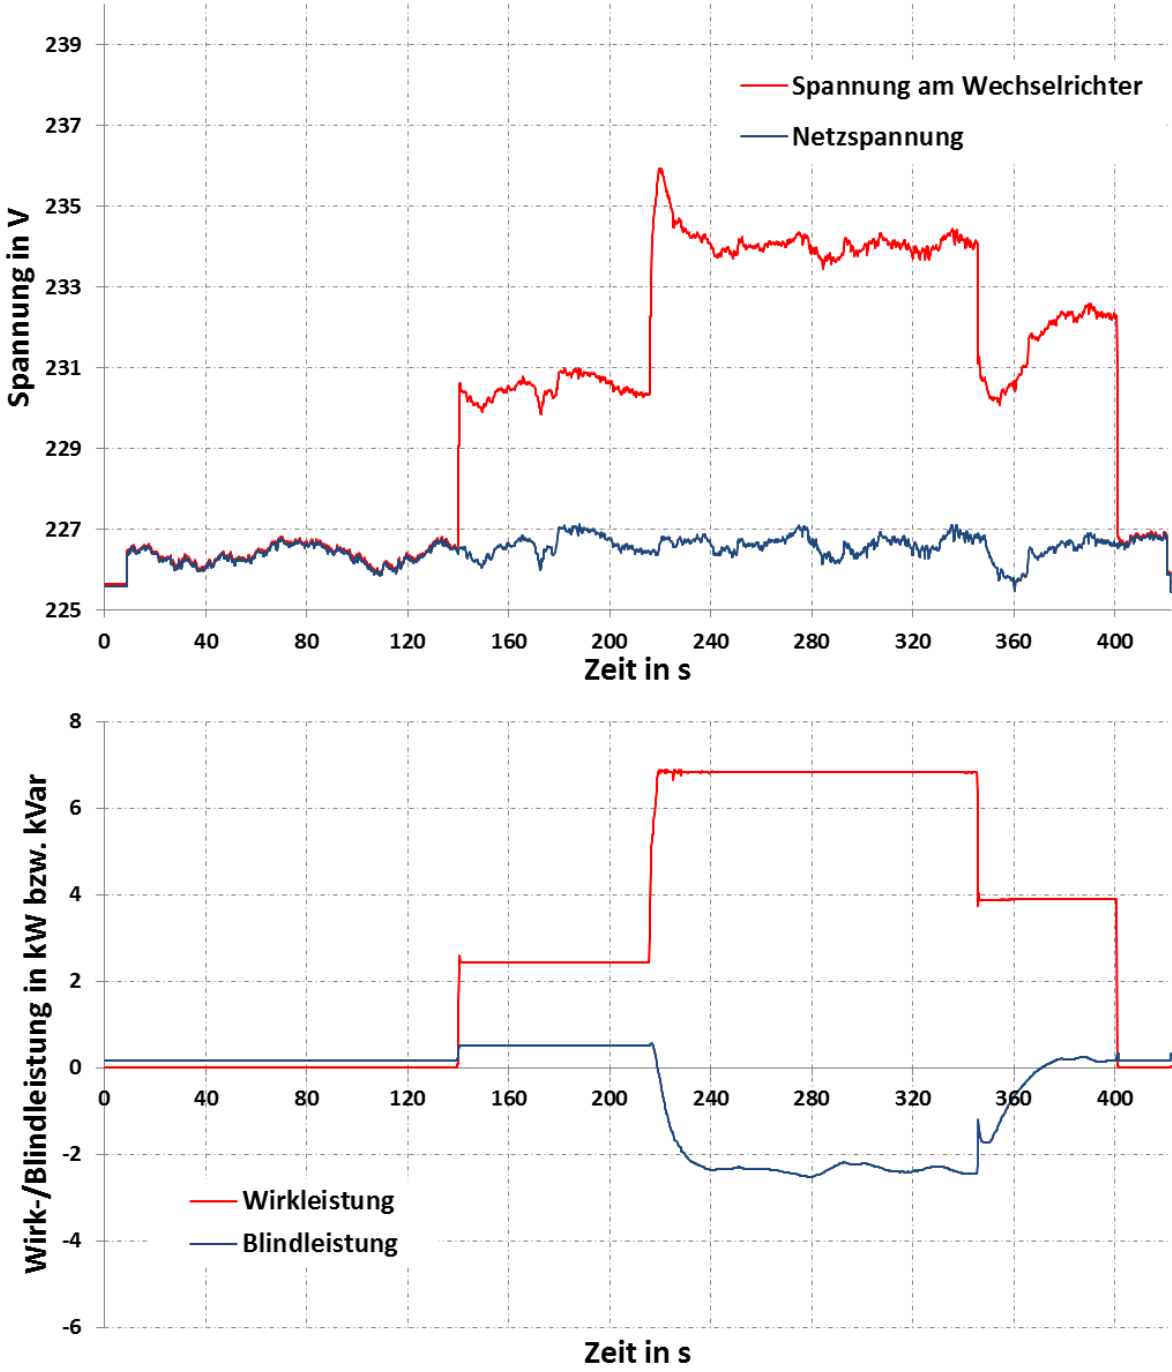 239
Spannung am Wechselrichter
237
Netzspannung
235
Spannung in V
233
231
229
227
225
0 40 80 120 160 200 240 280 320 360 400
Zeit in s
8
6
Wirk-/Blindleistung in kW bzw. kVar
4
2
0
0 40 80 120 160 200 240 280 320 360 400
-2
Wirkleistung
Blindleistung
-4
-6
Zeit in s